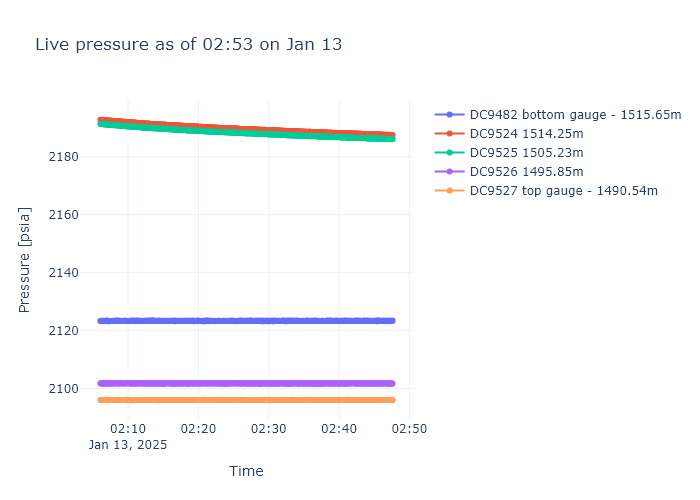 Live pressure as of 02:53 on Jan 13
DC9482 bottom gauge - 1515.65m
DC9524 1514.25m
DC9525 1505.23m
DC9526 1495.85m
DC9527 top gauge - 1490.54m
Pressure [psia]
2180
2160
2140
2120
2100
02:10 02:20 02:30 02:40 02:50
Jan 13, 2025
Time